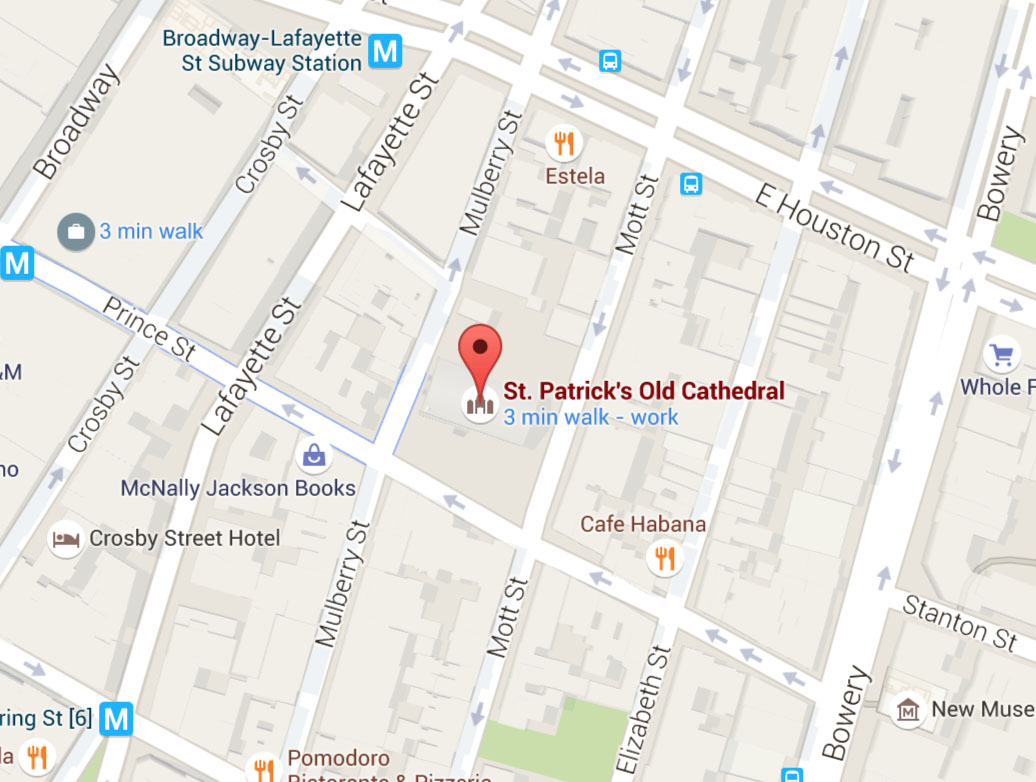 Broadway-Lafayette
St Subway Station
M
Broadway
Crosby St
Lafayette St
Mulberry St
Estela
Mott St
E Houston St
Bowery
3 min walk
M
Prince St
Lafayette St
Crosby St
St. Patrick's Old Cathedral
3 min walk - work
Whole F
McNally Jackson Books
Crosby Street Hotel
Cafe Habana
Mulberry St
Mott St
Elizabeth St
Stanton St
Bowery
New Muse
ring St [6]
M
Pomodoro
Ristorante & Pizzeria